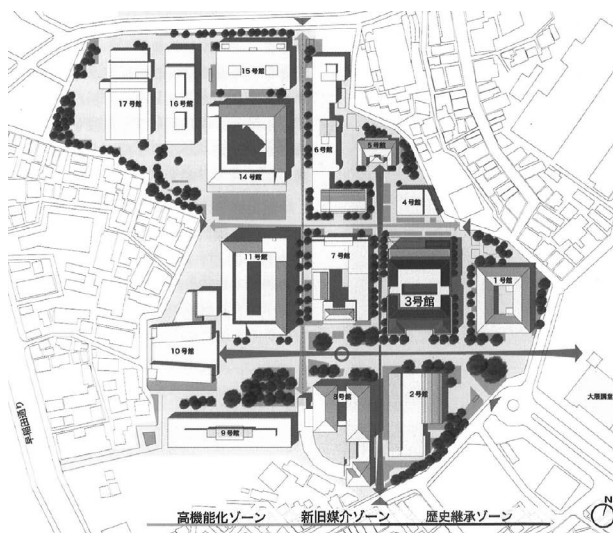 15号館
17号館
16号館
6号館
5号館
14号館
4号館
11号館
7号館
3号館
1号館
10号館
8号館
2号館
大隈講堂
早稲田通り
9号館
N
高機能化ゾーン 新旧媒介ゾーン 歴史継承ゾーン